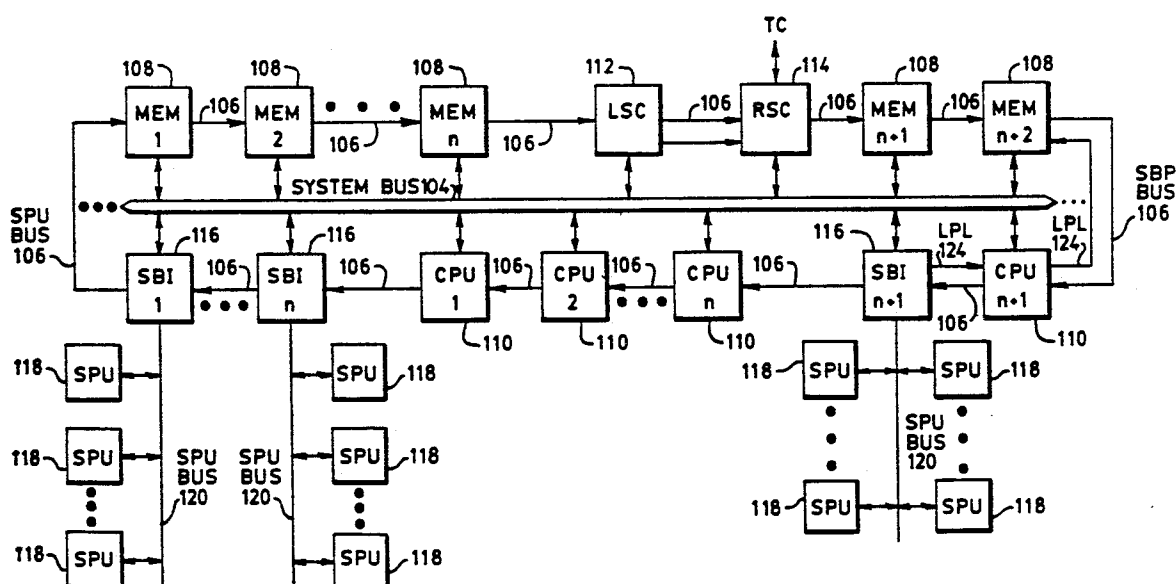 TC
108 108 108 112 114 108 108
MEM 1 106 MEM 2 106 MEM n 106 LSC 106 RSC 106 MEM n+1 106 MEM n+2
SYSTEM BUS 104
SPU BUS 106
SBP BUS 106
116 116 116 LPL 124 LPL 124
SBI 1 106 SBI n 106 CPU 1 106 CPU 2 106 CPU n 106 SBI n+1 106 CPU n+1
110 110 110 110
118 SPU SPU 118 118 SPU SPU 118
118 SPU SPU BUS 120 SPU BUS 120 SPU 118 SPU BUS 120
118 SPU SPU 118 118 SPU SPU 118